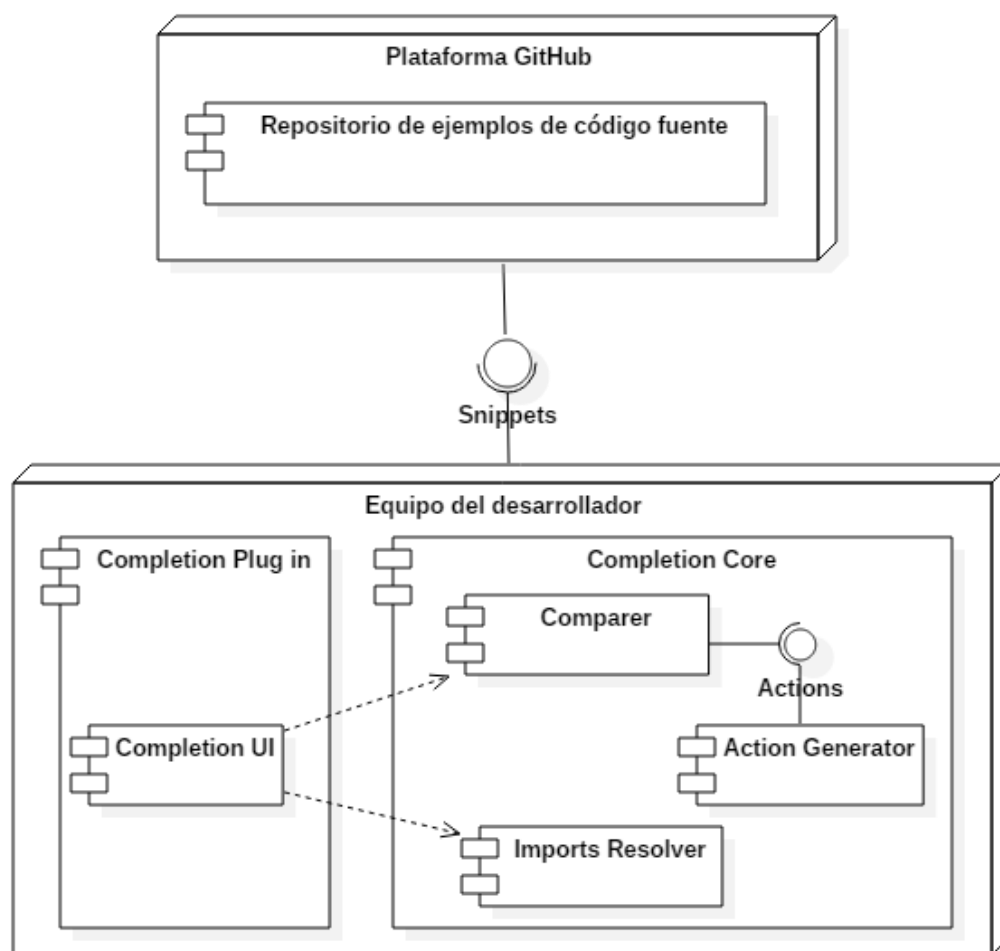 Plataforma GitHub
Repositorio de ejemplos de código fuente
Snippets
Equipo del desarrollador
Completion Plug in
Completion Core
Comparer
Actions
Completion UI
Action Generator
Imports Resolver